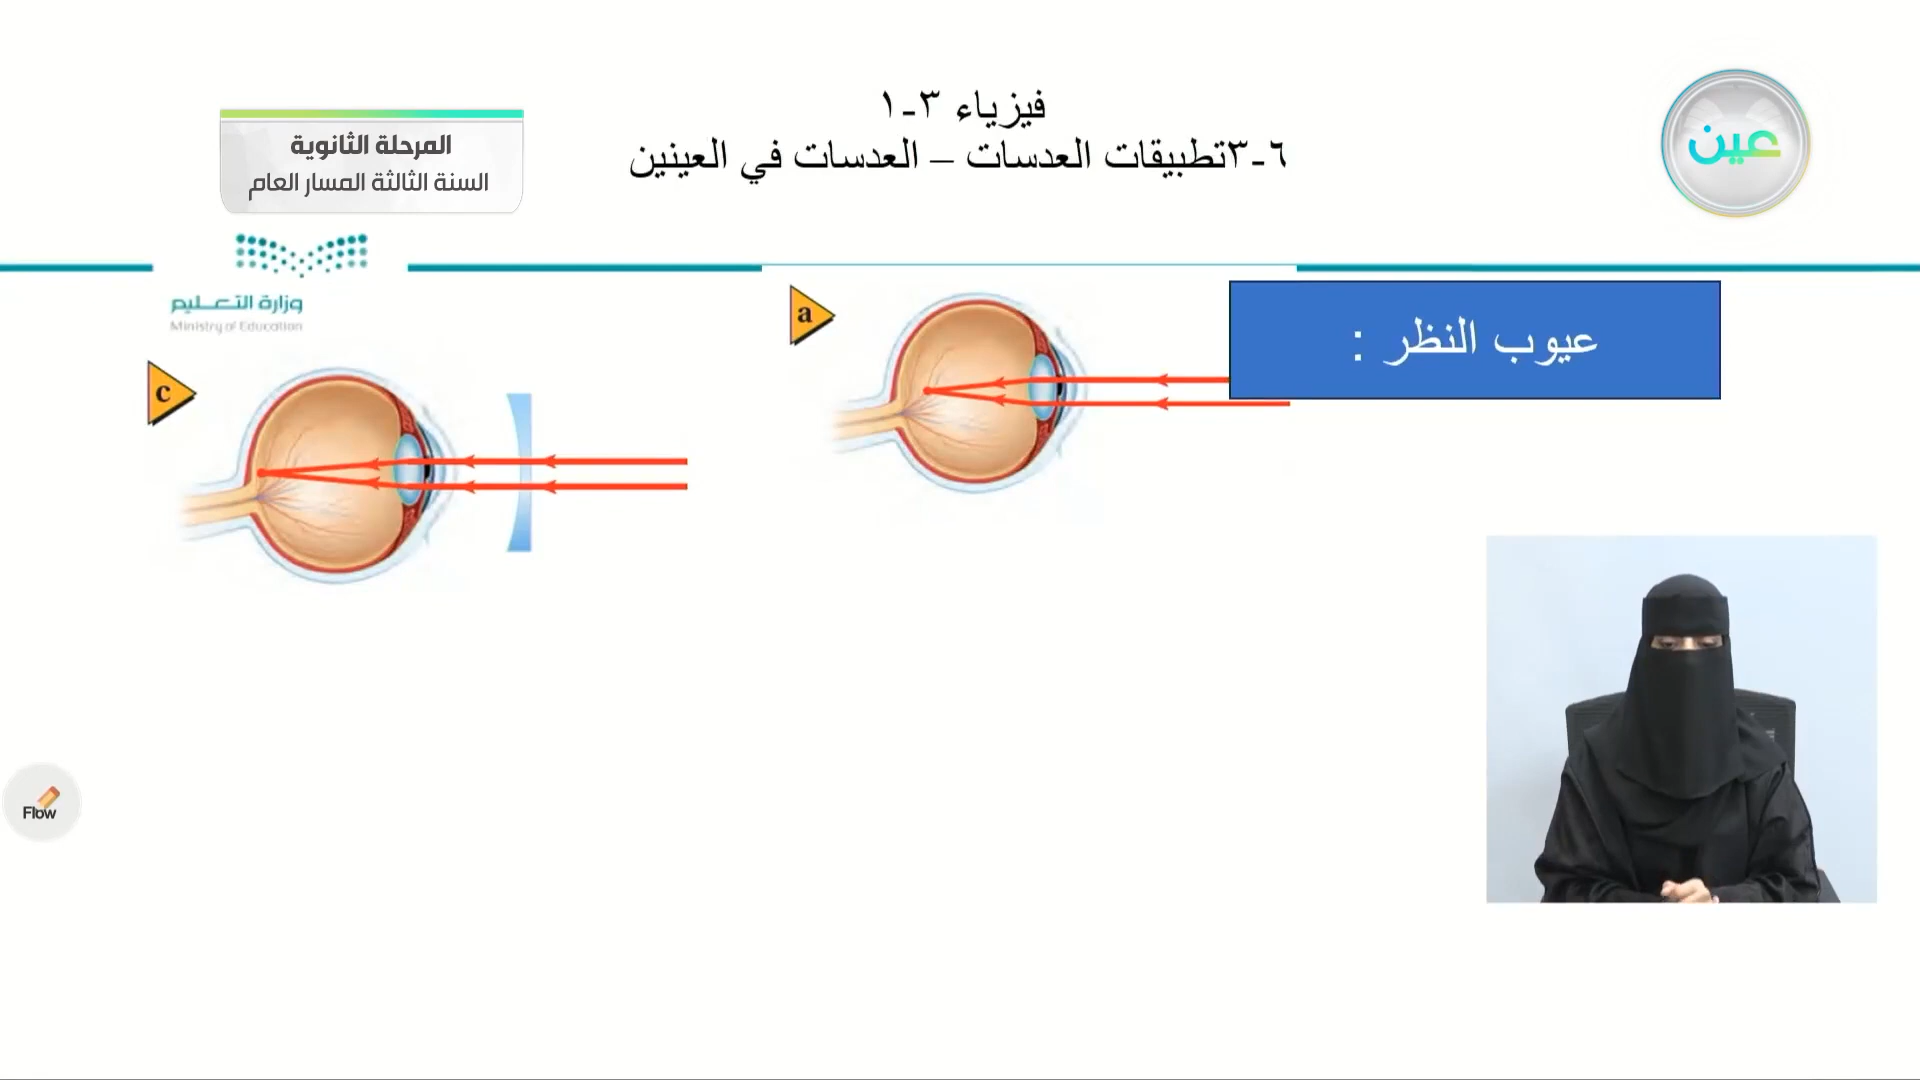 فيزياء ٣-١
٦-٣تطبيقات العدسات – العدسات في العينين
عين
المرحلة الثانوية
السنة الثالثة المسار العام
وزارة التعليم
Ministry of Education
عيوب النظر :
a
c
Flow